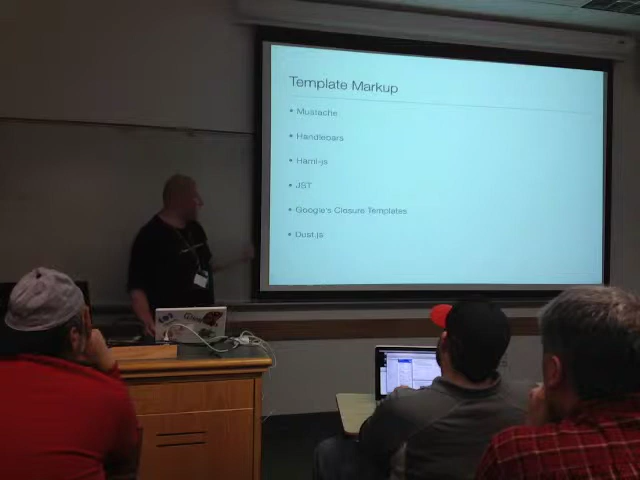 Template Markup
• Mustache
• Handlebars
• Haml-js
• JST
• Google's Closure Templates
• Dust.js